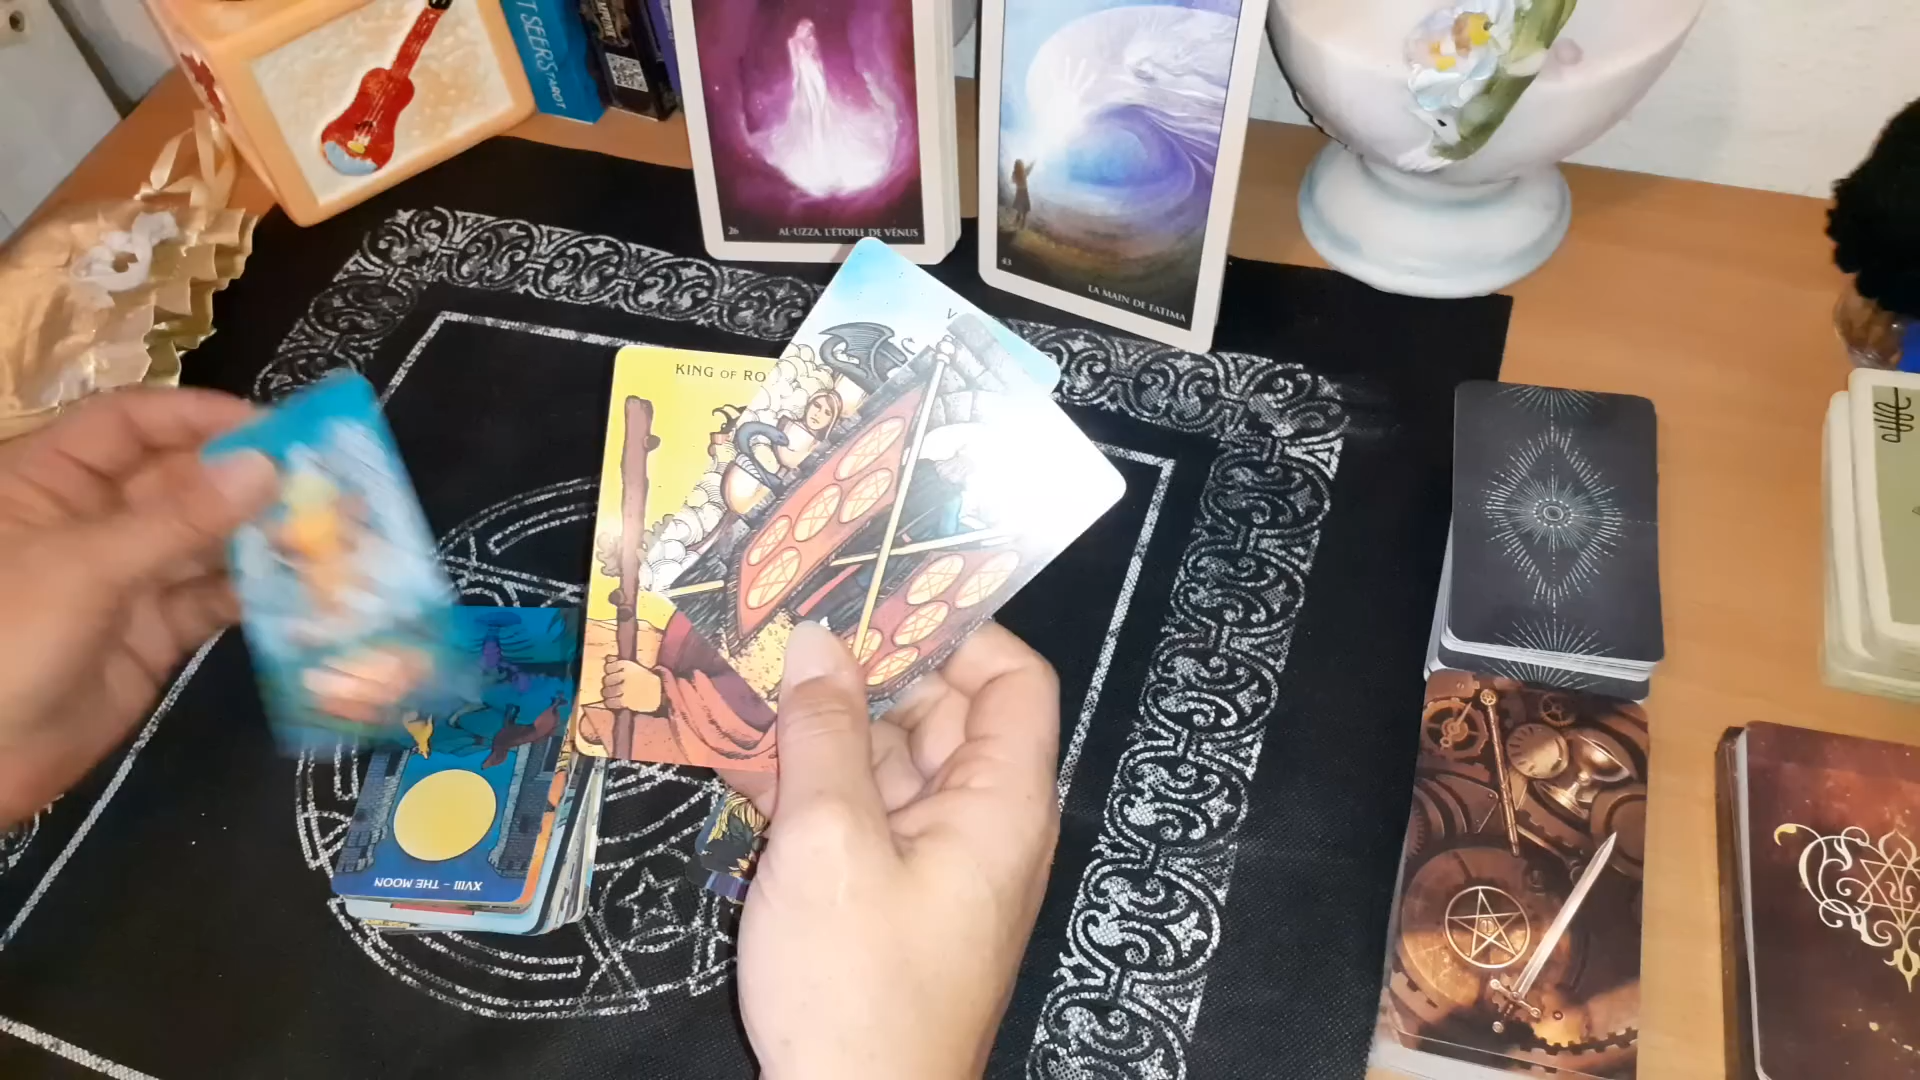 T SEERS TAROT
26
AL-UZZA, L'ÉTOILE DE VÉNUS
43
LA MAIN DE FATIMA
KING OF RO
V
XVIII – THE MOON